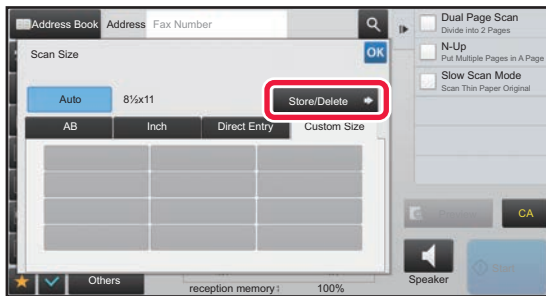 Address Book Address Fax Number
Scan Size
OK
Auto 8½x11 Store/Delete
AB Inch Direct Entry Custom Size
Others
reception memory: 100%
Dual Page Scan
Divide into 2 Pages
N-Up
Put Multiple Pages in A Page
Slow Scan Mode
Scan Thin Paper Original
Preview CA
Speaker Start